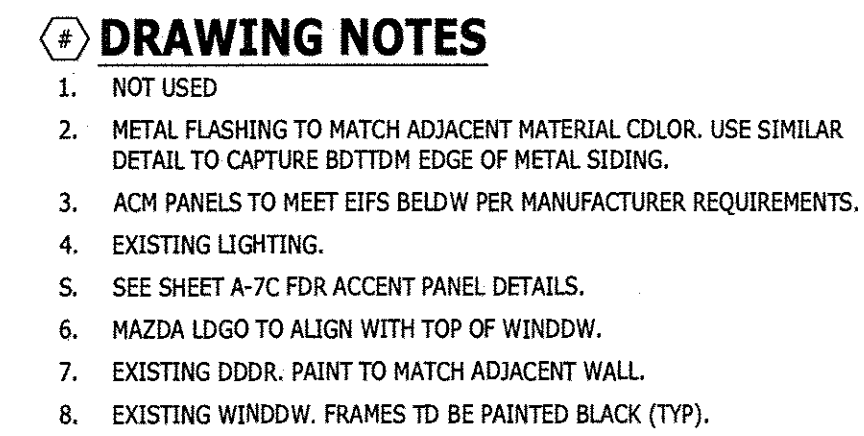 # DRAWING NOTES
1. NOT USED
2. METAL FLASHING TO MATCH ADJACENT MATERIAL CDLOR. USE SIMILAR
DETAIL TO CAPTURE BDTTDM EDGE OF METAL SIDING.
3. ACM PANELS TO MEET EIFS BELDW PER MANUFACTURER REQUIREMENTS.
4. EXISTING LIGHTING.
S. SEE SHEET A-7C FDR ACCENT PANEL DETAILS.
6. MAZDA LDGO TO ALIGN WITH TOP OF WINDDW.
7. EXISTING DDDR. PAINT TO MATCH ADJACENT WALL.
8. EXISTING WINDDW. FRAMES TD BE PAINTED BLACK (TYP).